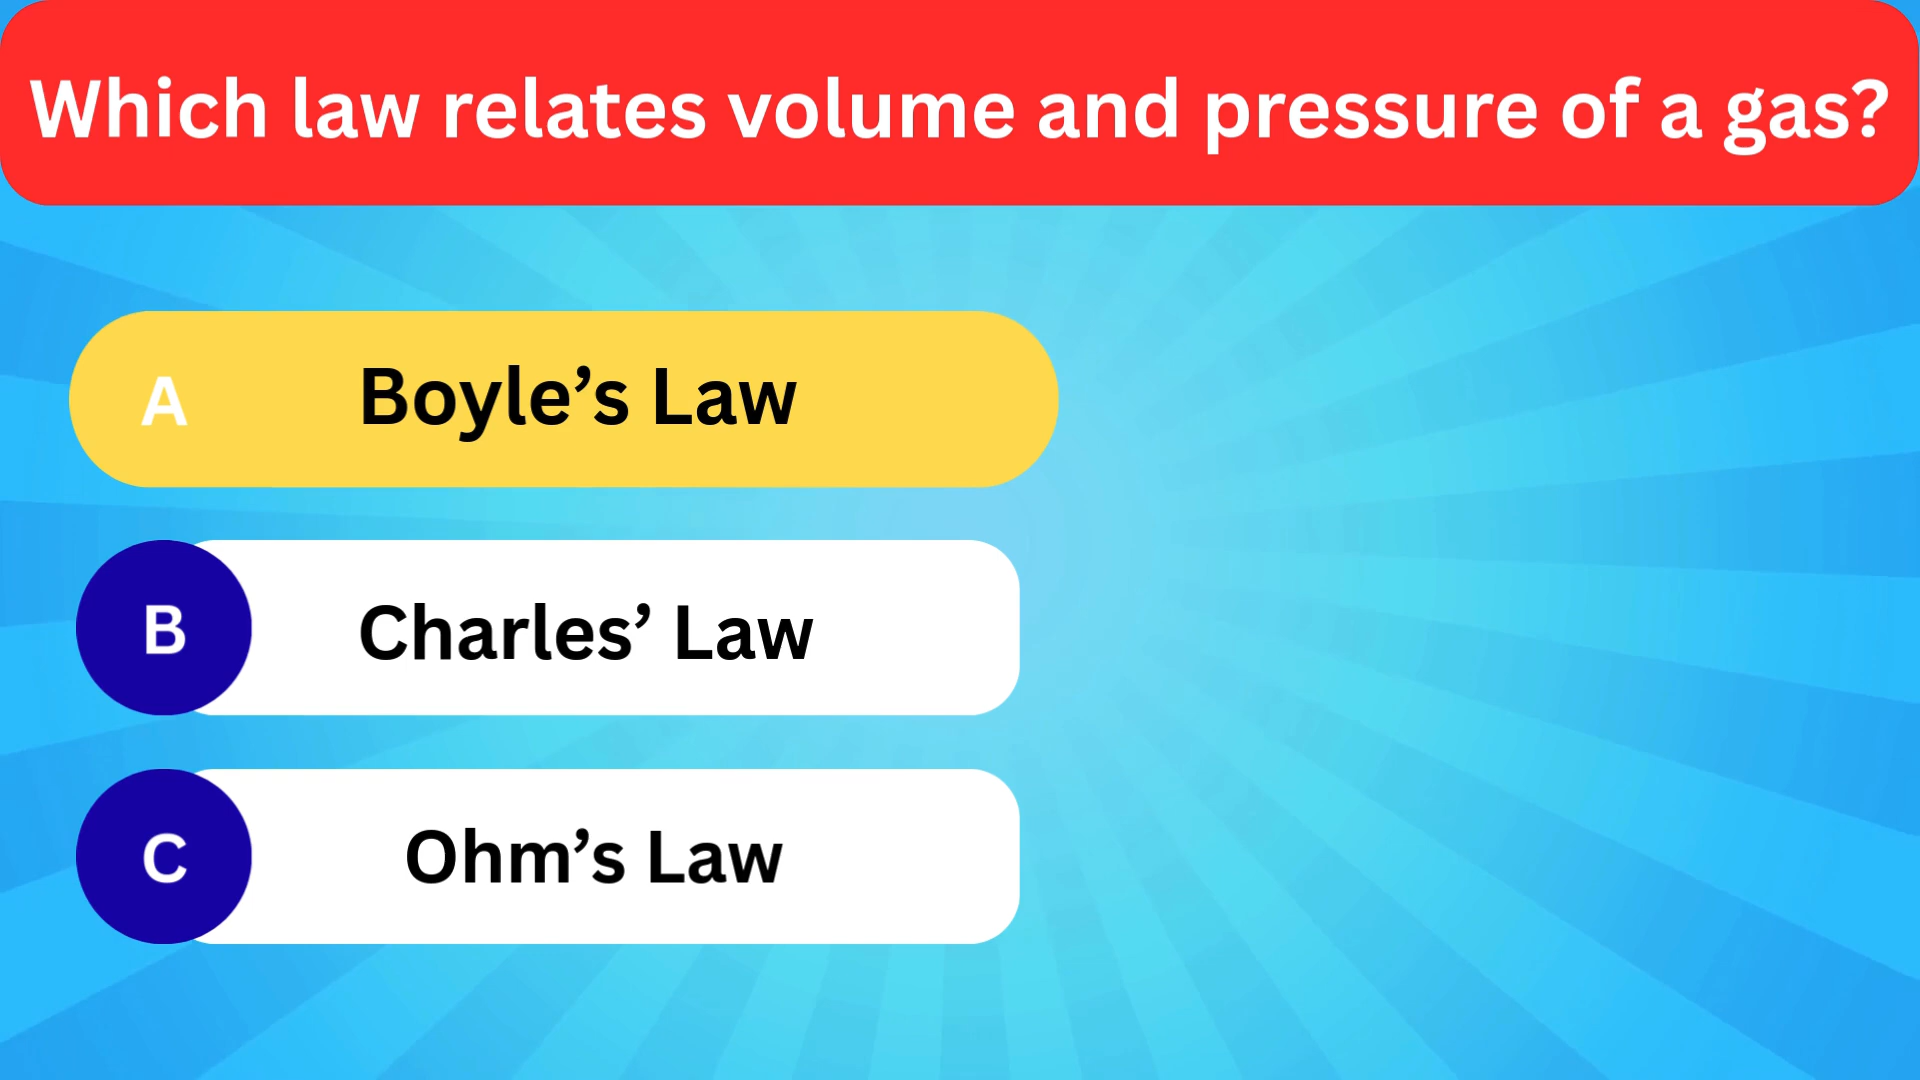 Which law relates volume and pressure of a gas?
A Boyle’s Law
B Charles’ Law
C Ohm’s Law